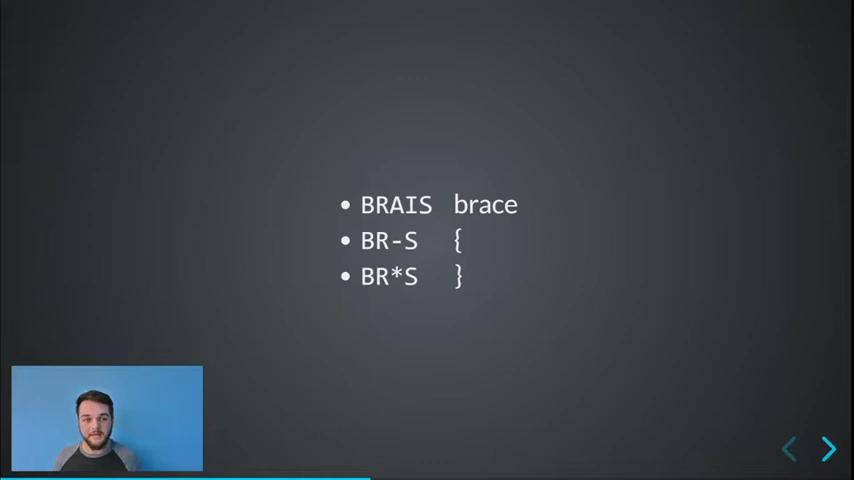 • BRAIS brace
• BR-S {
• BR*S }